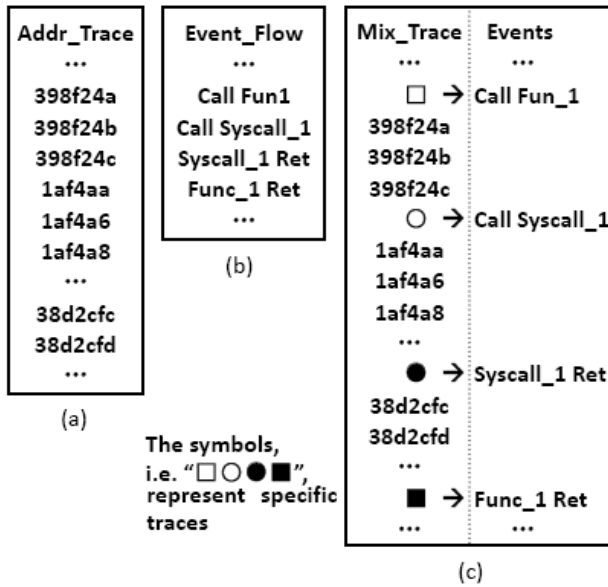 Addr_Trace
...
398f24a
398f24b
398f24c
1af4aa
1af4a6
1af4a8
...
38d2cfc
38d2cfd
...
(a)
Event_Flow
...
Call Fun1
Call Syscall_1
Syscall_1 Ret
Func_1 Ret
...
(b)
The symbols,
i.e. “□○●■”,
represent specific
traces
Mix_Trace Events
... ...
□ → Call Fun_1
398f24a
398f24b
398f24c
○ → Call Syscall_1
1af4aa
1af4a6
1af4a8
...
● → Syscall_1 Ret
38d2cfc
38d2cfd
...
■ → Func_1 Ret
... ...
(c)